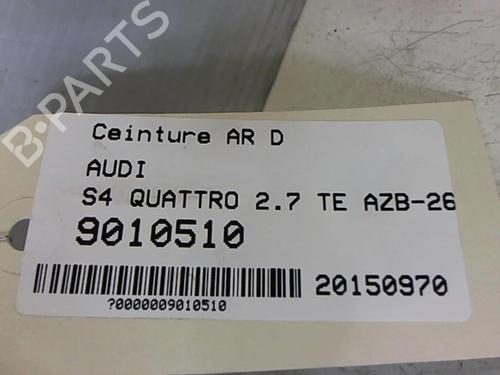 B-PARTS
Ceinture AR D
AUDI
S4 QUATTRO 2.7 TE AZB-26
9010510
20150970
?0000009010510